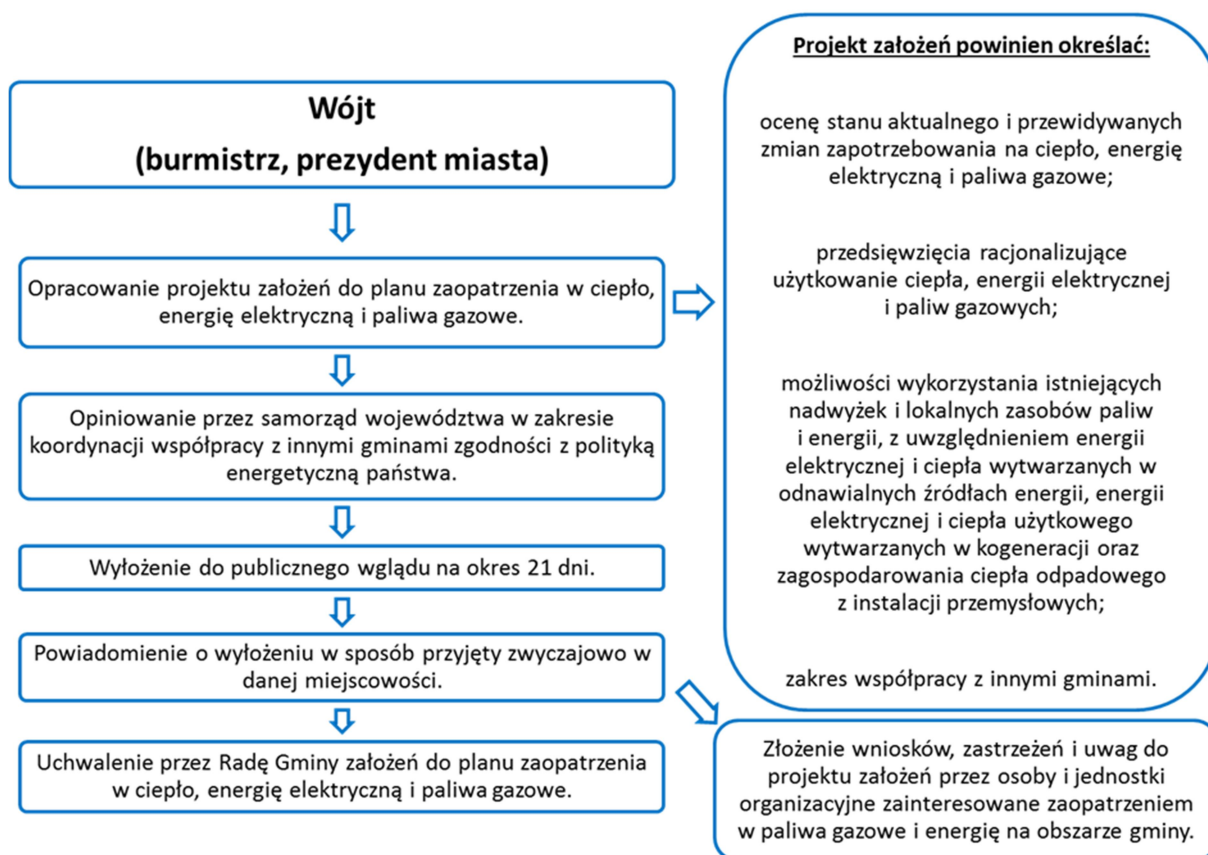 Wójt
(burmistrz, prezydent miasta)
Opracowanie projektu założeń do planu zaopatrzenia w ciepło,
energię elektryczną i paliwa gazowe.
Opiniowanie przez samorząd województwa w zakresie
koordynacji współpracy z innymi gminami zgodności z polityką
energetyczną państwa.
Wyłożenie do publicznego wglądu na okres 21 dni.
Powiadomienie o wyłożeniu w sposób przyjęty zwyczajowo w
danej miejscowości.
Uchwalenie przez Radę Gminy założeń do planu zaopatrzenia
w ciepło, energię elektryczną i paliwa gazowe.
Projekt założeń powinien określać:
ocenę stanu aktualnego i przewidywanych
zmian zapotrzebowania na ciepło, energię
elektryczną i paliwa gazowe;
przedsięwzięcia racjonalizujące
użytkowanie ciepła, energii elektrycznej
i paliw gazowych;
możliwości wykorzystania istniejących
nadwyżek i lokalnych zasobów paliw
i energii, z uwzględnieniem energii
elektrycznej i ciepła wytwarzanych w
odnawialnych źródłach energii, energii
elektrycznej i ciepła użytkowego
wytwarzanych w kogeneracji oraz
zagospodarowania ciepła odpadowego
z instalacji przemysłowych;
zakres współpracy z innymi gminami.
Złożenie wniosków, zastrzeżeń i uwag do
projektu założeń przez osoby i jednostki
organizacyjne zainteresowane zaopatrzeniem
w paliwa gazowe i energię na obszarze gminy.